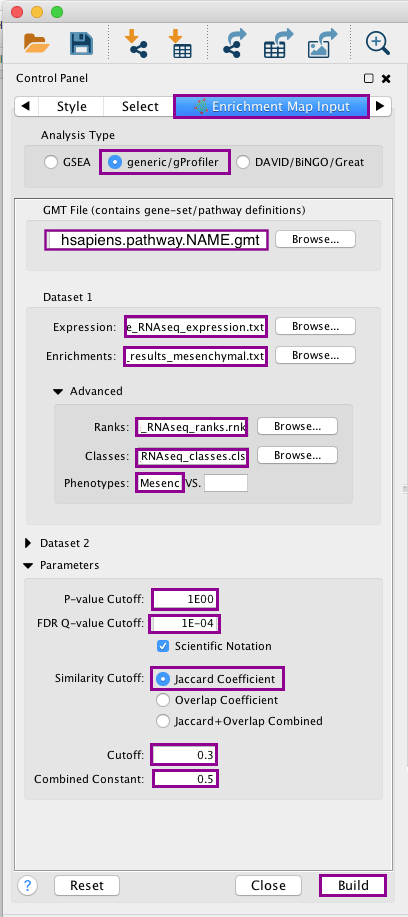 Control Panel
Style Select Enrichment Map Input
Analysis Type
GSEA generic/gProfiler DAVID/BiNGO/Great
GMT File (contains gene-set/pathway definitions)
hsapiens.pathway.NAME.gmt Browse...
Dataset 1
Expression: e_RNAseq_expression.txt Browse...
Enrichments: _results_mesenchymal.txt Browse...
Advanced
Ranks: _RNAseq_ranks.rnk Browse...
Classes: RNAseq_classes.cls Browse...
Phenotypes: Mesenc VS.
Dataset 2
Parameters
P-value Cutoff: 1E00
FDR Q-value Cutoff: 1E-04
Scientific Notation
Similarity Cutoff: Jaccard Coefficient
Overlap Coefficient
Jaccard+Overlap Combined
Cutoff: 0.3
Combined Constant: 0.5
? Reset Close Build